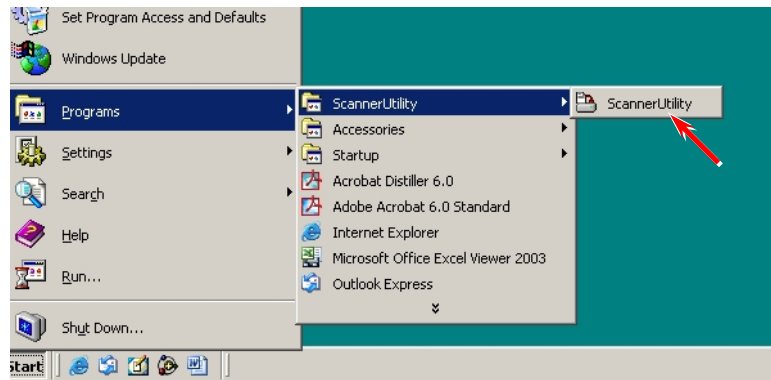 Set Program Access and Defaults
Windows Update
Programs
Settings
Search
Help
Run...
Shut Down...
ScannerUtility
Accessories
Startup
Acrobat Distiller 6.0
Adobe Acrobat 6.0 Standard
Internet Explorer
Microsoft Office Excel Viewer 2003
Outlook Express
ScannerUtility
Start